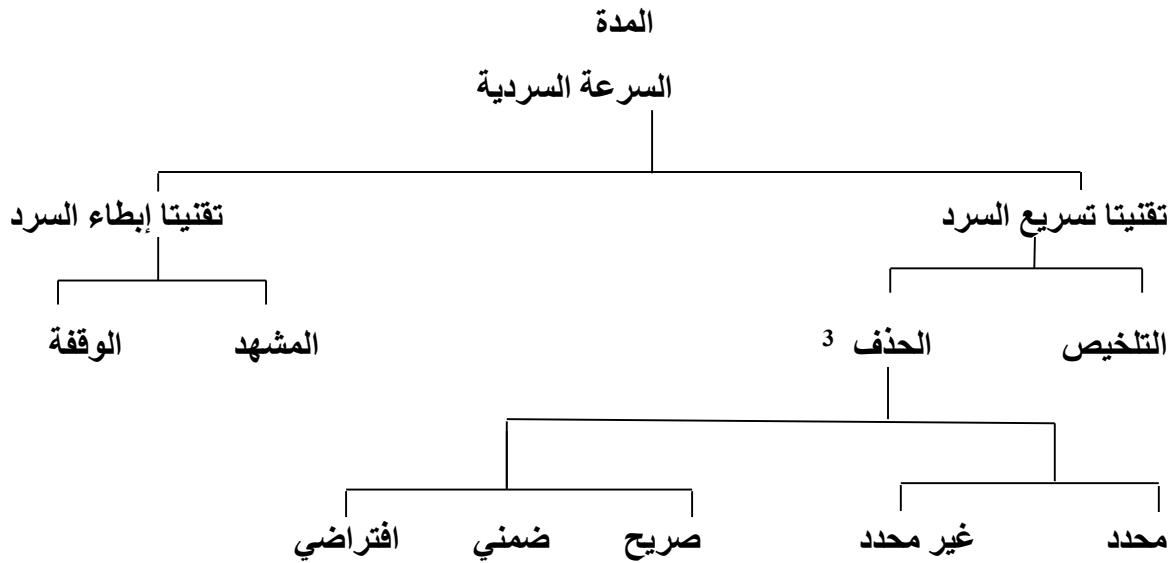 المدة
السرعة السردية
تقنيتا تسريع السرد تقنيتا إبطاء السرد
التلخيص الحذف 3 المشهد الوقفة
محدد غير محدد صريح ضمني افتراضي